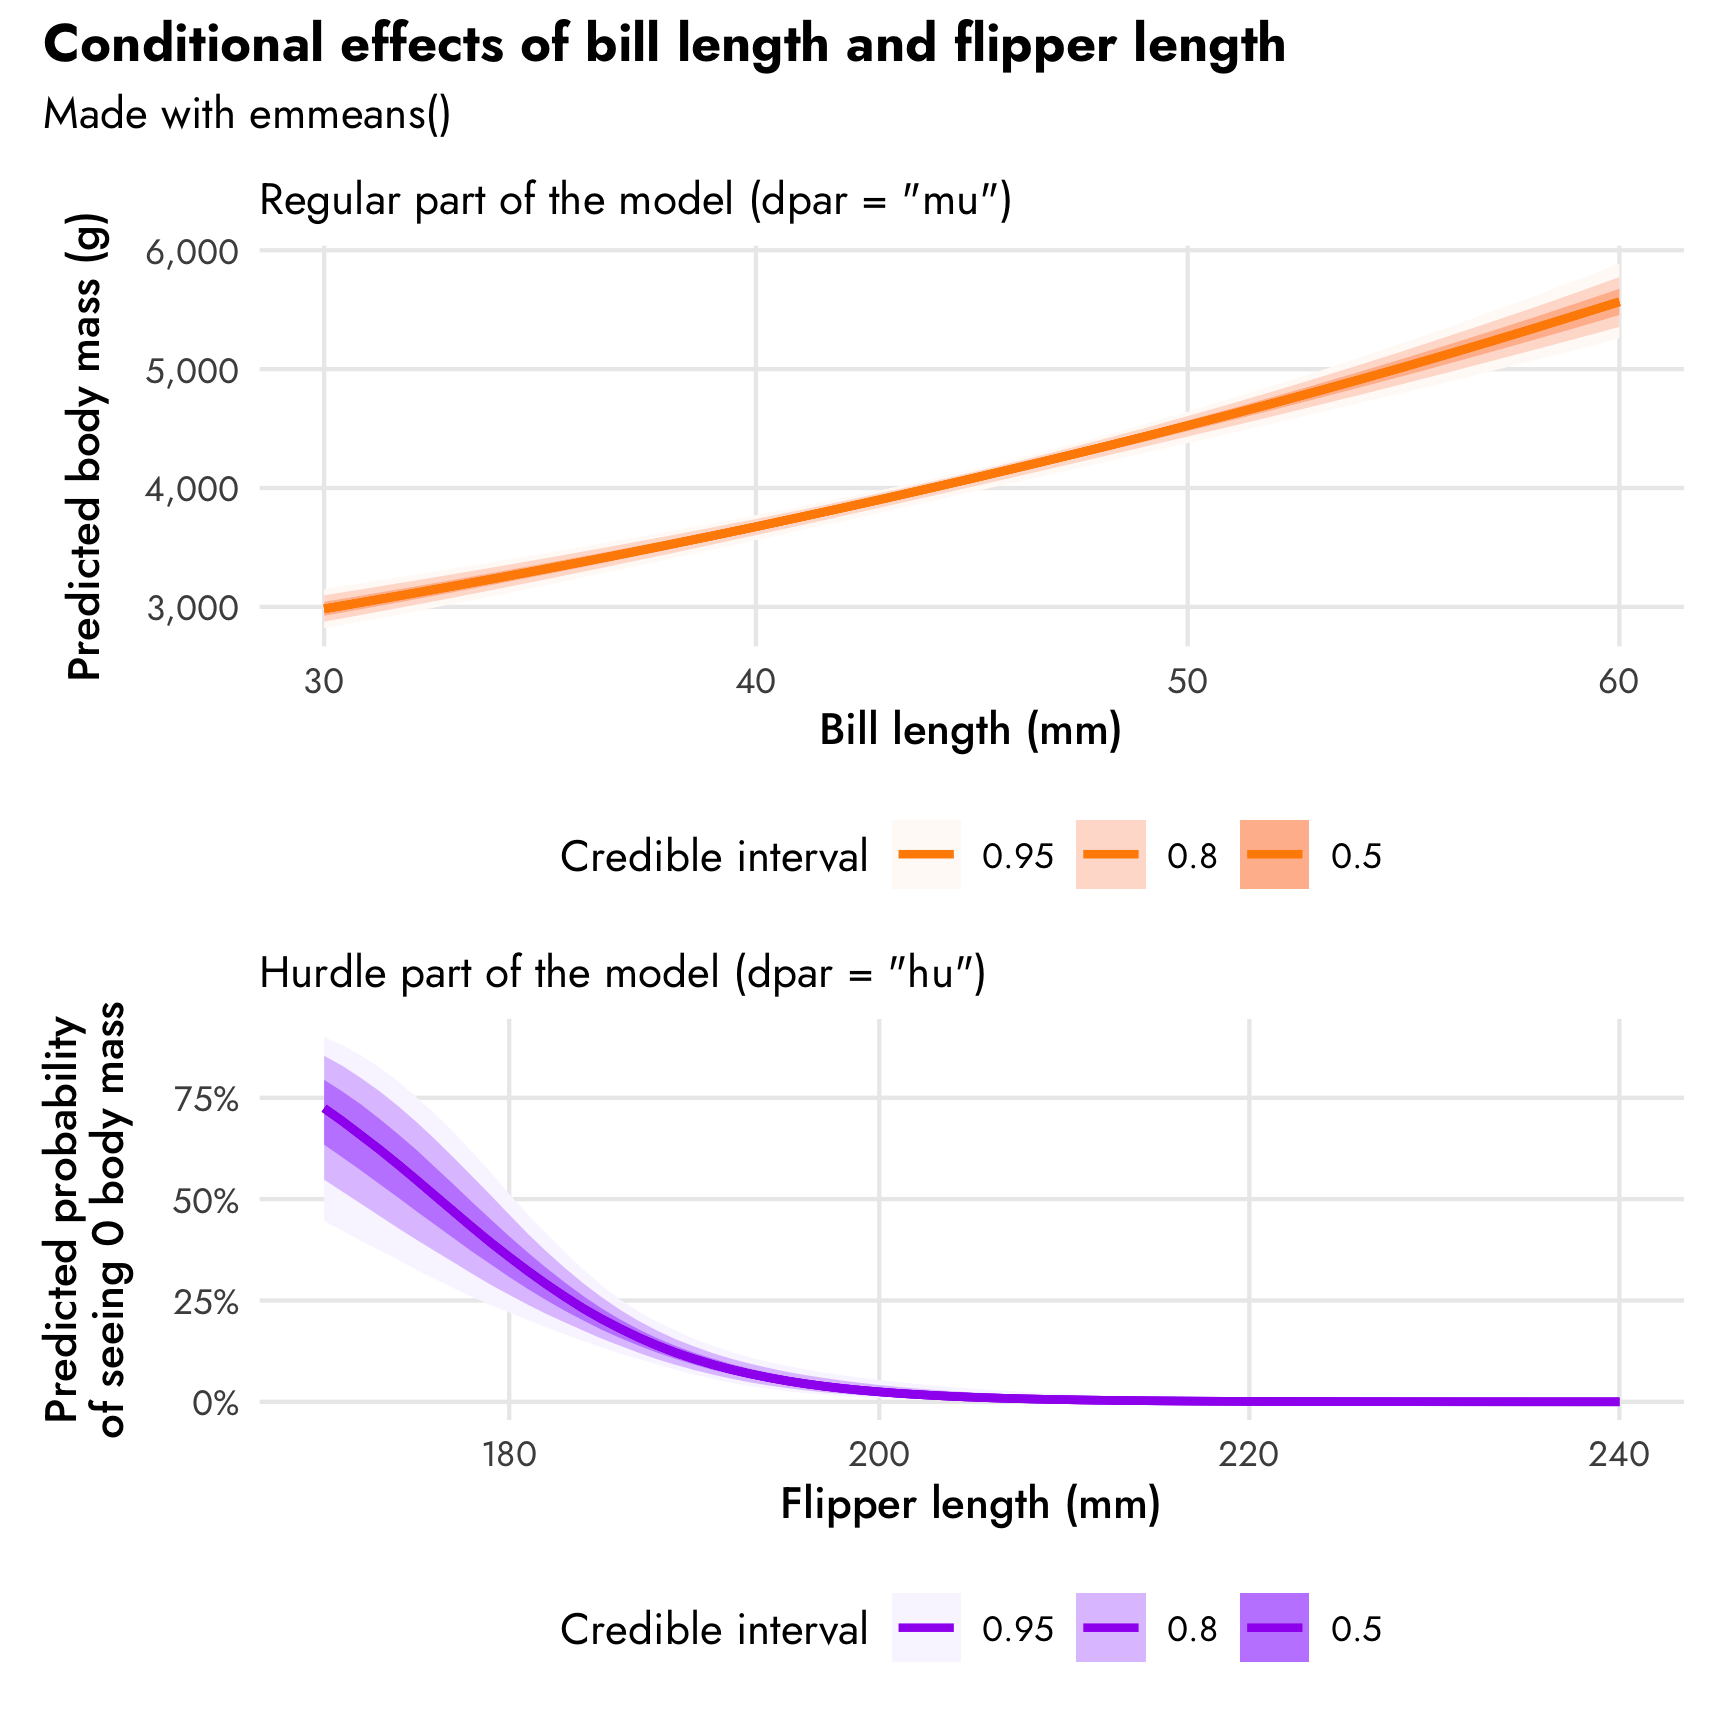 Conditional effects of bill length and flipper length
Made with emmeans()
Regular part of the model (dpar = "mu")
Predicted body mass (g)
6,000
5,000
4,000
3,000
30 40 50 60
Bill length (mm)
Credible interval 0.95 0.8 0.5
Hurdle part of the model (dpar = "hu")
Predicted probability
of seeing 0 body mass
75%
50%
25%
0%
180 200 220 240
Flipper length (mm)
Credible interval 0.95 0.8 0.5